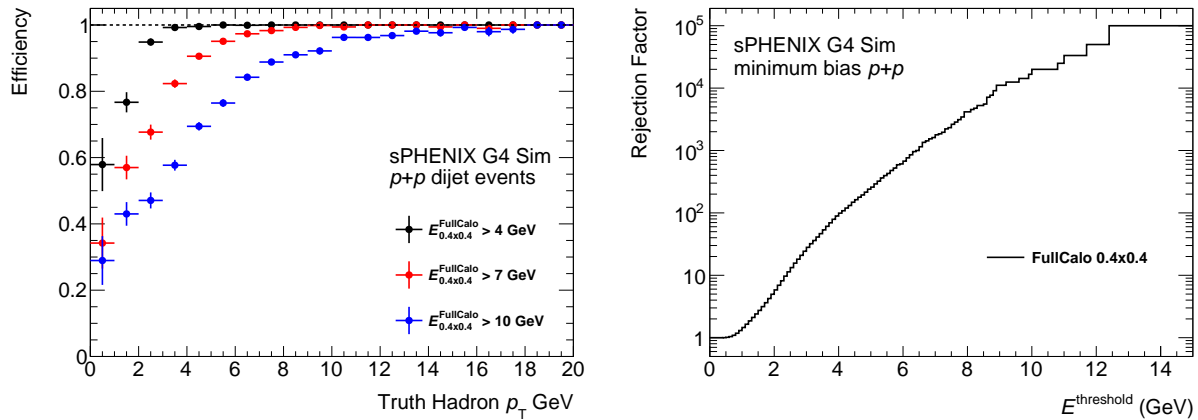 Efficiency
1
0.8
0.6
0.4
0.2
0
sPHENIX G4 Sim
p+p dijet events
E^FullCalo_0.4x0.4 > 4 GeV
E^FullCalo_0.4x0.4 > 7 GeV
E^FullCalo_0.4x0.4 > 10 GeV
0 2 4 6 8 10 12 14 16 18 20
Truth Hadron p_T GeV
Rejection Factor
10^5
10^4
10^3
10^2
10
1
sPHENIX G4 Sim
minimum bias p+p
FullCalo 0.4x0.4
0 2 4 6 8 10 12 14
E^threshold (GeV)